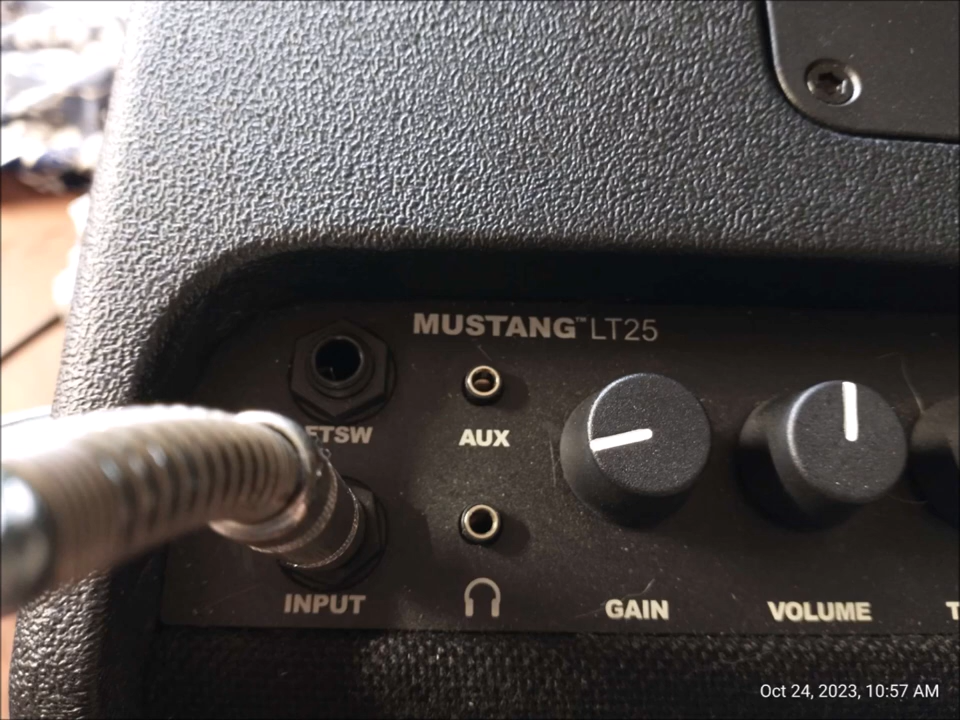 MUSTANG™ LT25
FTSW
AUX
INPUT
GAIN
VOLUME
T
Oct 24, 2023, 10:57 AM